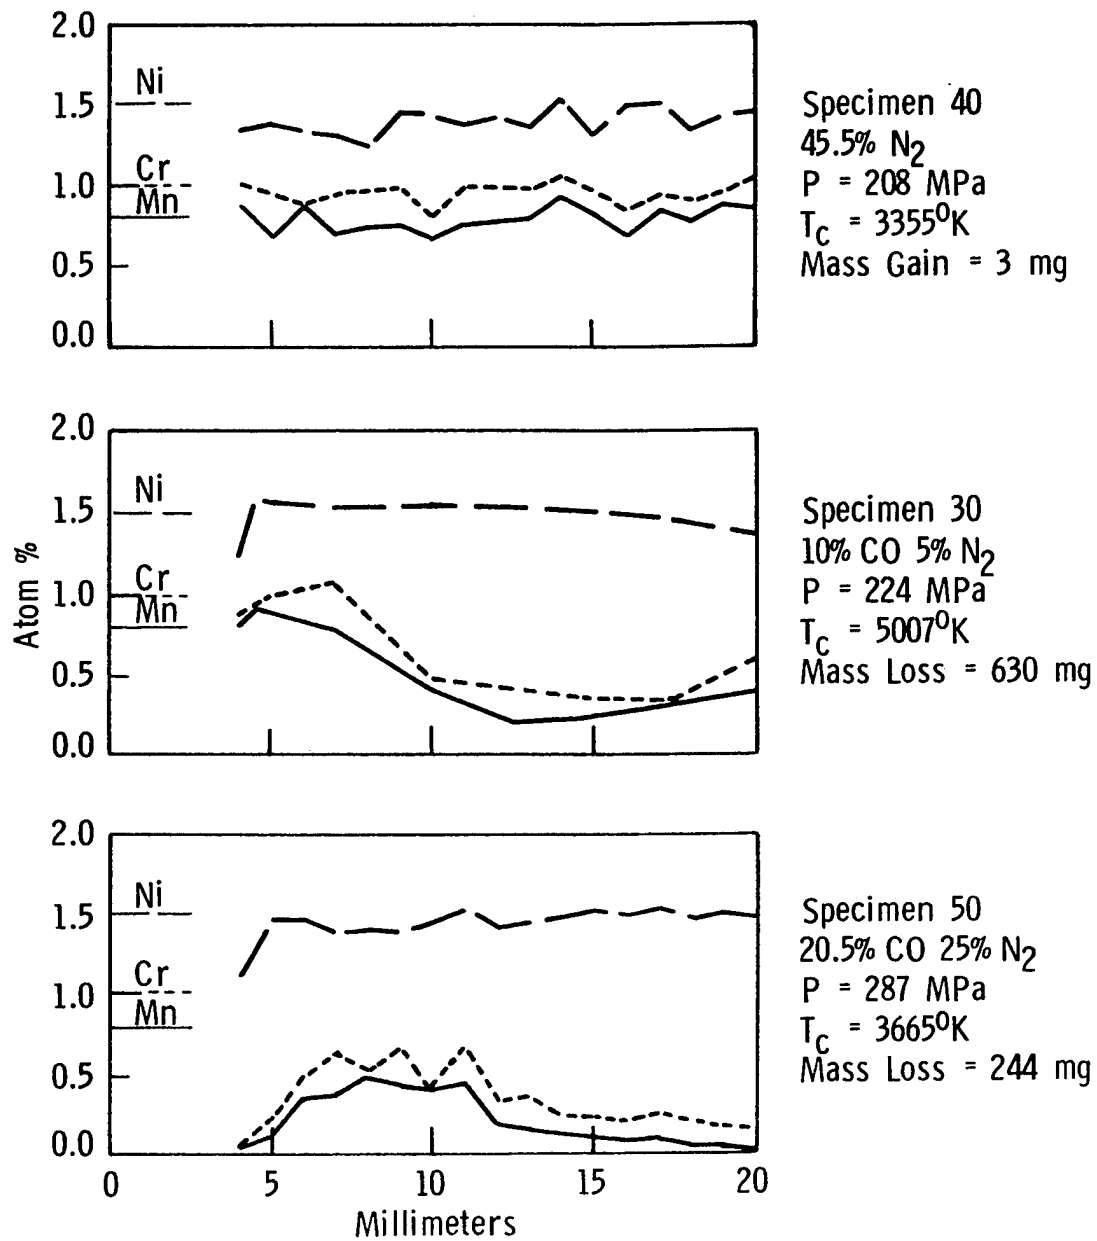 2.0
Ni
1.5
Cr
1.0
Mn
0.5
0.0
Specimen 40
45.5% N2
P = 208 MPa
Tc = 3355⁰K
Mass Gain = 3 mg
2.0
Ni
1.5
Cr
1.0
Mn
0.5
0.0
Atom %
Specimen 30
10% CO 5% N2
P = 224 MPa
Tc = 5007⁰K
Mass Loss = 630 mg
2.0
Ni
1.5
Cr
1.0
Mn
0.5
0.0
Specimen 50
20.5% CO 25% N2
P = 287 MPa
Tc = 3665⁰K
Mass Loss = 244 mg
0 5 10 15 20
Millimeters